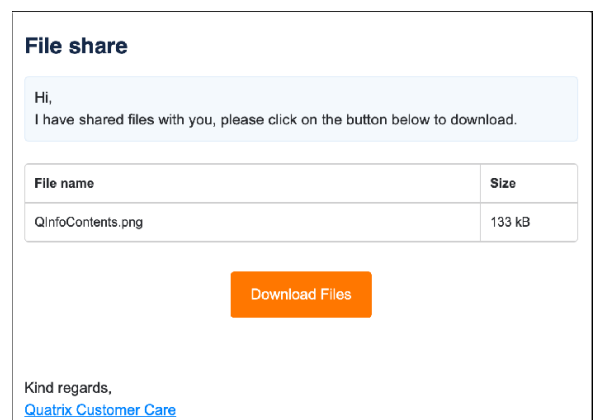 File share
Hi,
I have shared files with you, please click on the button below to download.
File name Size
QInfoContents.png 133 kB
Download Files
Kind regards,
Quatrix Customer Care